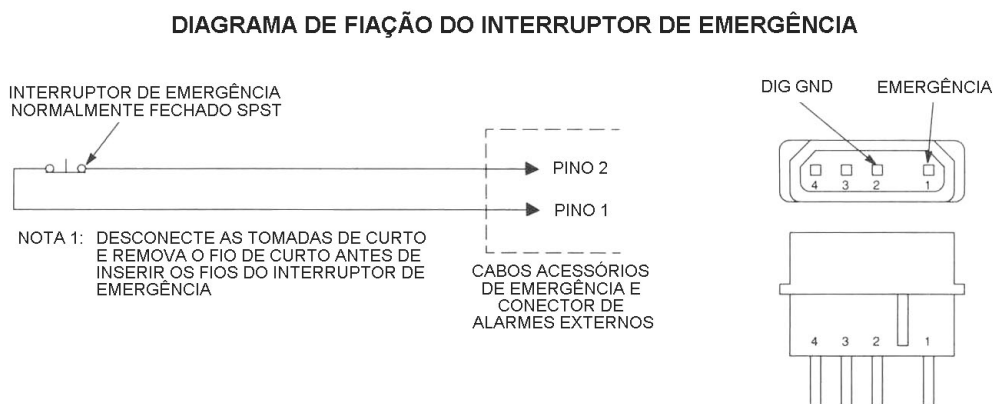 DIAGRAMA DE FIAÇÃO DO INTERRUPTOR DE EMERGÊNCIA
INTERRUPTOR DE EMERGÊNCIA
NORMALMENTE FECHADO SPST
PINO 2
PINO 1
NOTA 1: DESCONECTE AS TOMADAS DE CURTO
E REMOVA O FIO DE CURTO ANTES DE
INSERIR OS FIOS DO INTERRUPTOR DE
EMERGÊNCIA
CABOS ACESSÓRIOS
DE EMERGÊNCIA E
CONECTOR DE
ALARMES EXTERNOS
DIG GND
EMERGÊNCIA
4 3 2 1
4 3 2 1